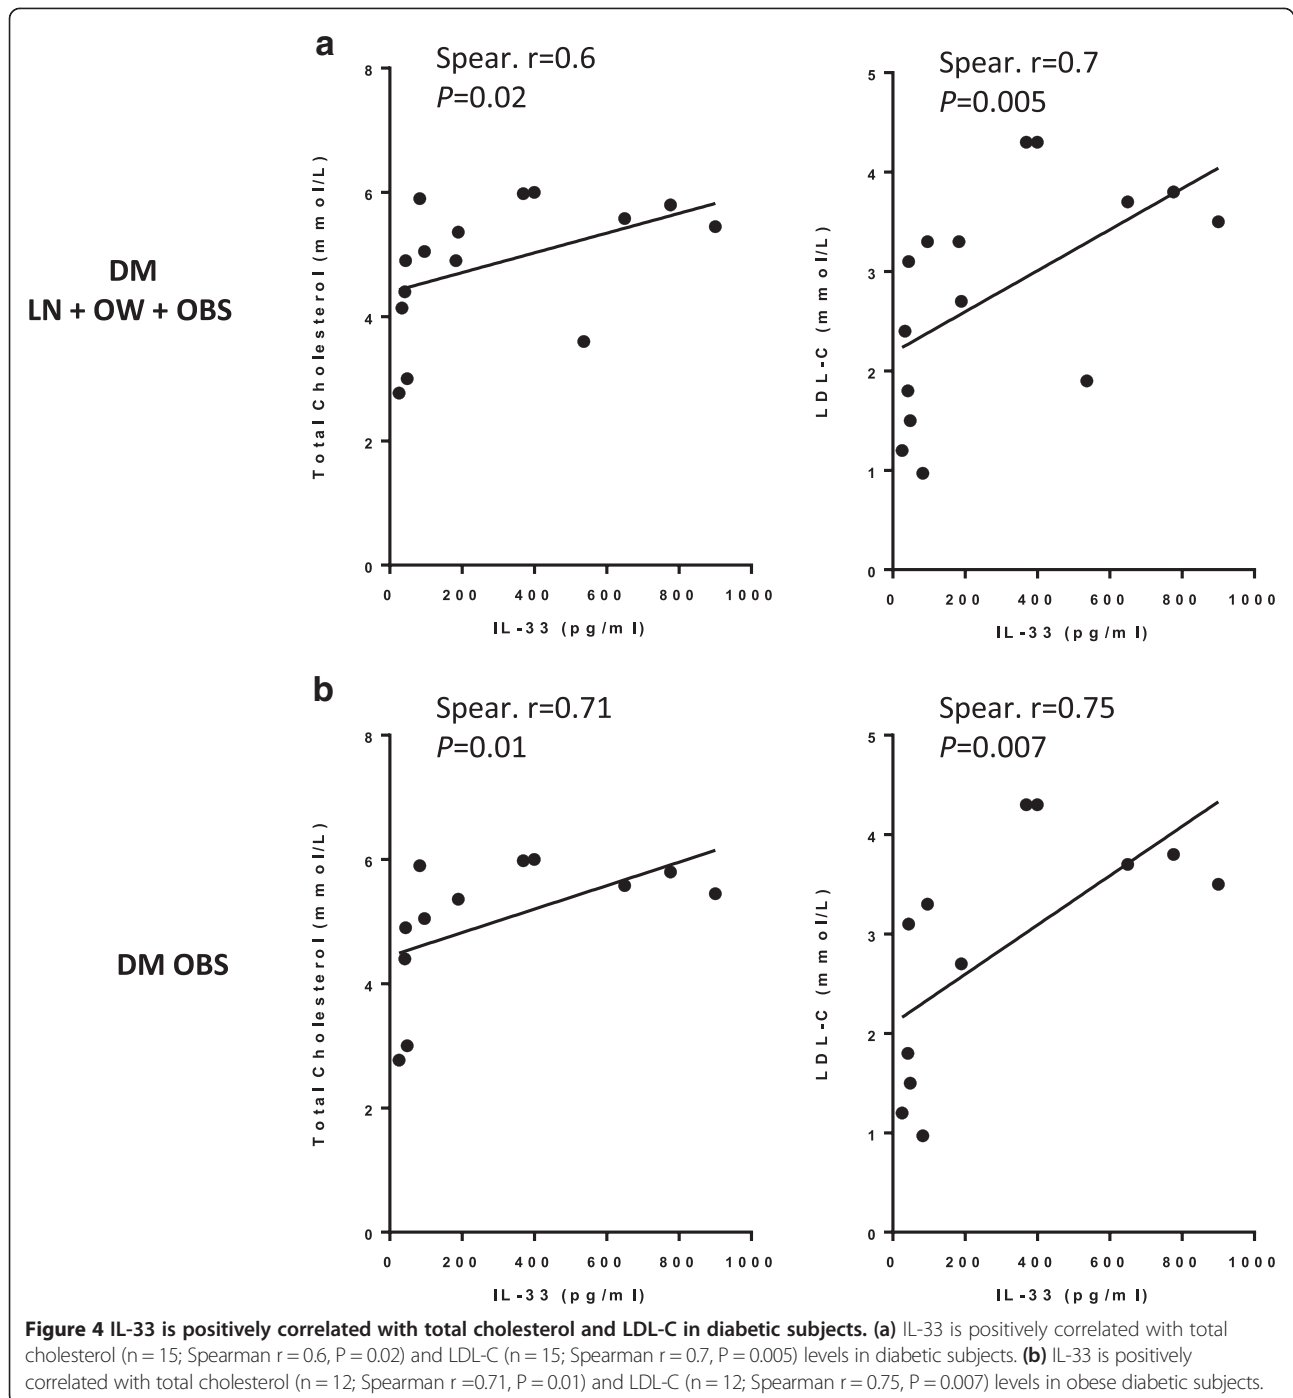 a
Spear. r=0.6
P=0.02
8
6
4
2
0
Total Cholesterol (mmol/L)
0 200 400 600 800 1000
IL-33 (pg/ml)
Spear. r=0.7
P=0.005
5
4
3
2
1
0
LDL-C (mmol/L)
0 200 400 600 800 1000
IL-33 (pg/ml)
DM
LN + OW + OBS
b
Spear. r=0.71
P=0.01
8
6
4
2
0
Total Cholesterol (mmol/L)
0 200 400 600 800 1000
IL-33 (pg/ml)
Spear. r=0.75
P=0.007
5
4
3
2
1
0
LDL-C (mmol/L)
0 200 400 600 800 1000
IL-33 (pg/ml)
DM OBS
Figure 4 IL-33 is positively correlated with total cholesterol and LDL-C in diabetic subjects. (a) IL-33 is positively correlated with total
cholesterol (n = 15; Spearman r = 0.6, P = 0.02) and LDL-C (n = 15; Spearman r = 0.7, P = 0.005) levels in diabetic subjects. (b) IL-33 is positively
correlated with total cholesterol (n = 12; Spearman r =0.71, P = 0.01) and LDL-C (n = 12; Spearman r = 0.75, P = 0.007) levels in obese diabetic subjects.